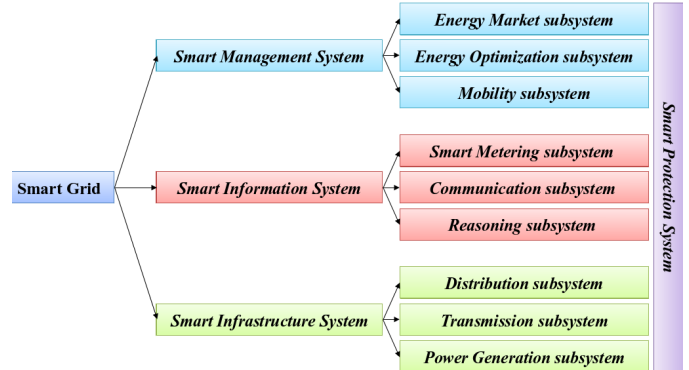 Smart Grid
Smart Management System
Energy Market subsystem
Energy Optimization subsystem
Mobility subsystem
Smart Information System
Smart Metering subsystem
Communication subsystem
Reasoning subsystem
Smart Infrastructure System
Distribution subsystem
Transmission subsystem
Power Generation subsystem
Smart Protection System